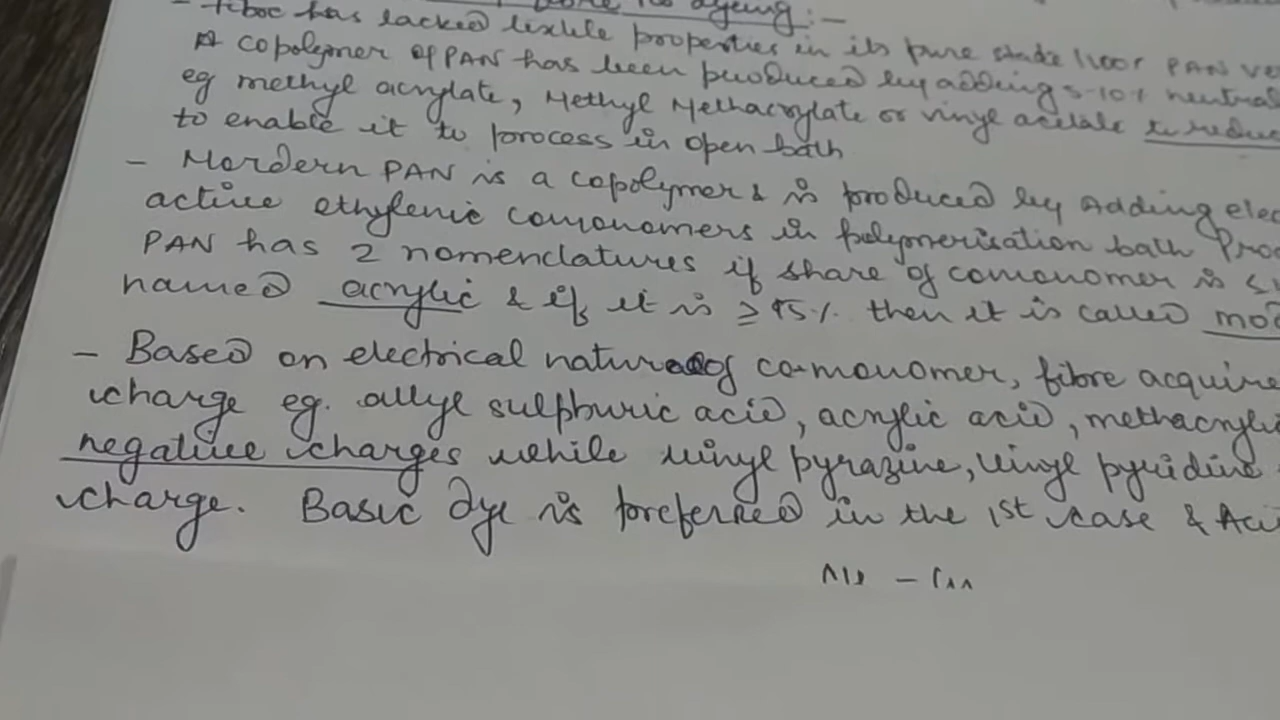 ageing :-
- fiboc has lacked textile properties in its pure state 100% PAN
A copolymer of PAN has been produced by adding 5-10% neutral
eg methyl acrylate, Methyl Methacrylate or vinyl acetate to
to enable it to process in open bath
- Mordern PAN is a copolymer & is produced by adding
active ethylenic comonomers in polymerisation bath
PAN has 2 nomenclatures if share of comonomer is
named acrylic & if it is ≥ 15% then it is called
- Based on electrical nature of co-monomer, fibre acquire
charge eg. allyl sulphuric acid, acrylic acid,
negative charges while vinyl pyrazine, vinyl pyridine
charge. Basic dye is preferred in the 1st case &